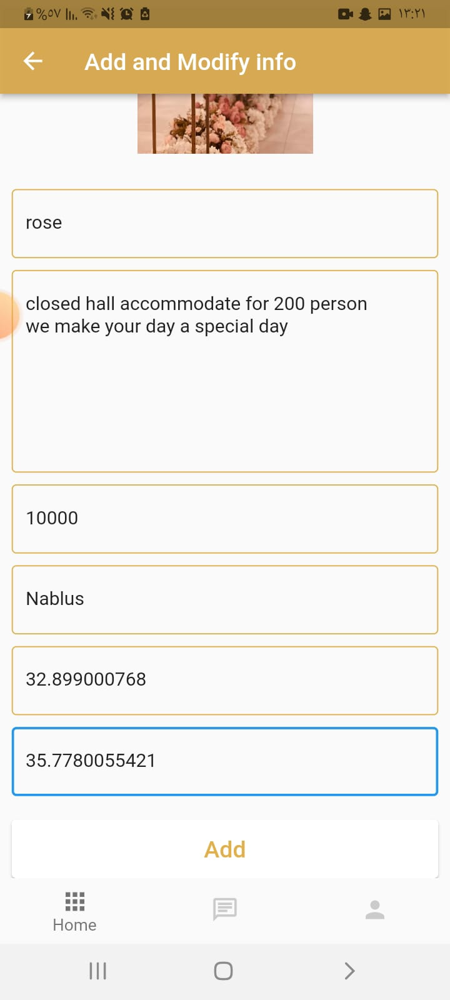 %٥٧ ١٣:٢١
Add and Modify info
rose
closed hall accommodate for 200 person
we make your day a special day
10000
Nablus
32.899000768
35.7780055421
Add
Home